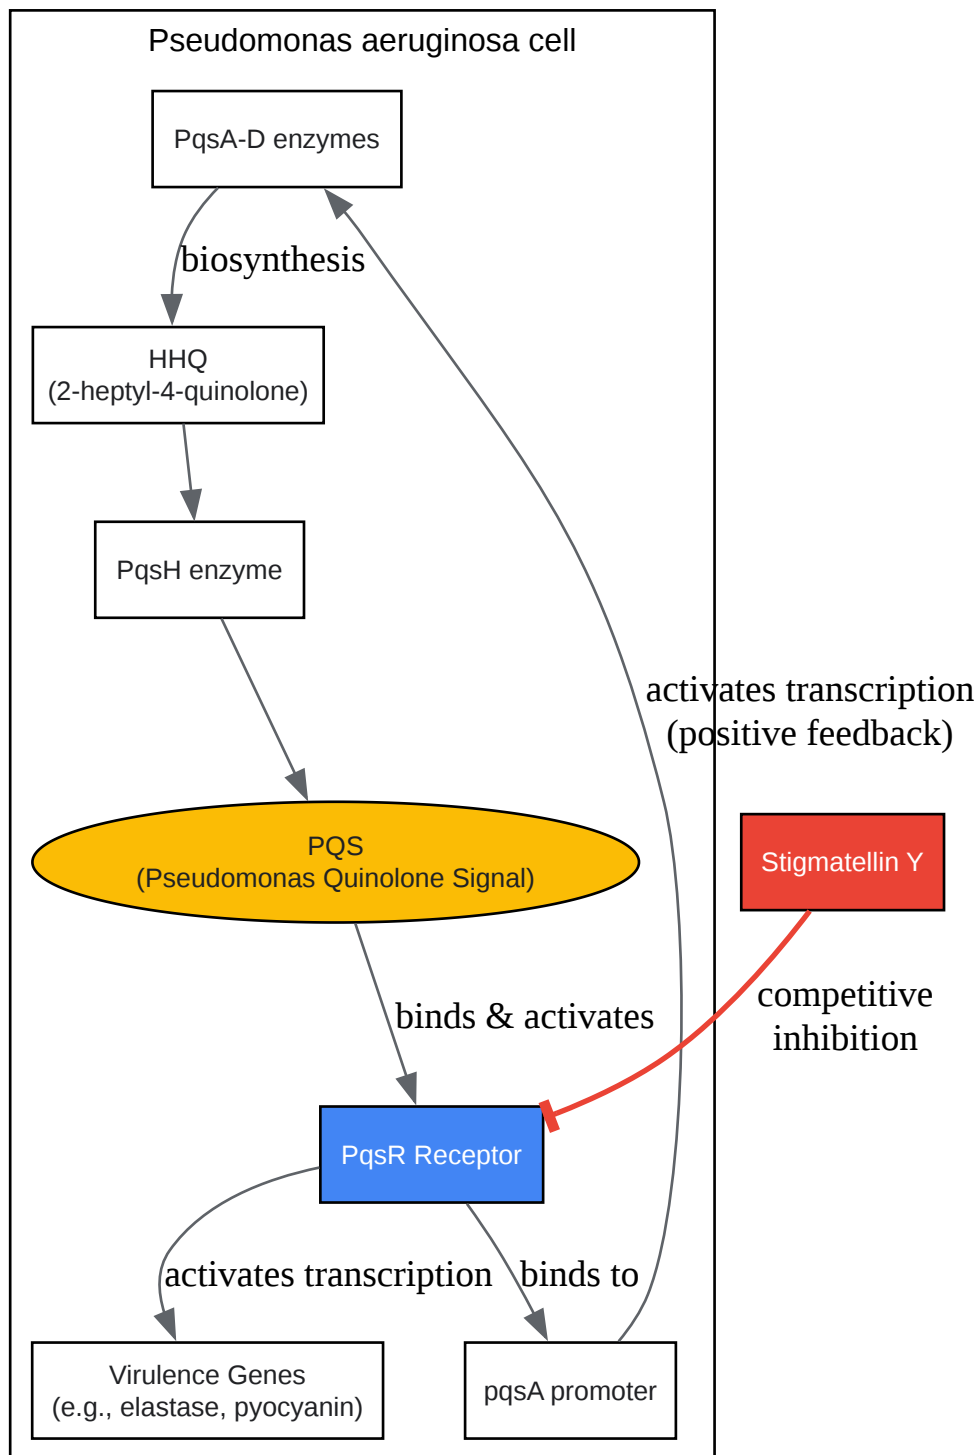 Pseudomonas aeruginosa cell
PqsA-D enzymes
biosynthesis
HHQ
(2-heptyl-4-quinolone)
PqsH enzyme
activates transcription
(positive feedback)
PQS
(Pseudomonas Quinolone Signal)
Stigmatellin Y
binds & activates
competitive
inhibition
PqsR Receptor
activates transcription
binds to
Virulence Genes
(e.g., elastase, pyocyanin)
pqsA promoter